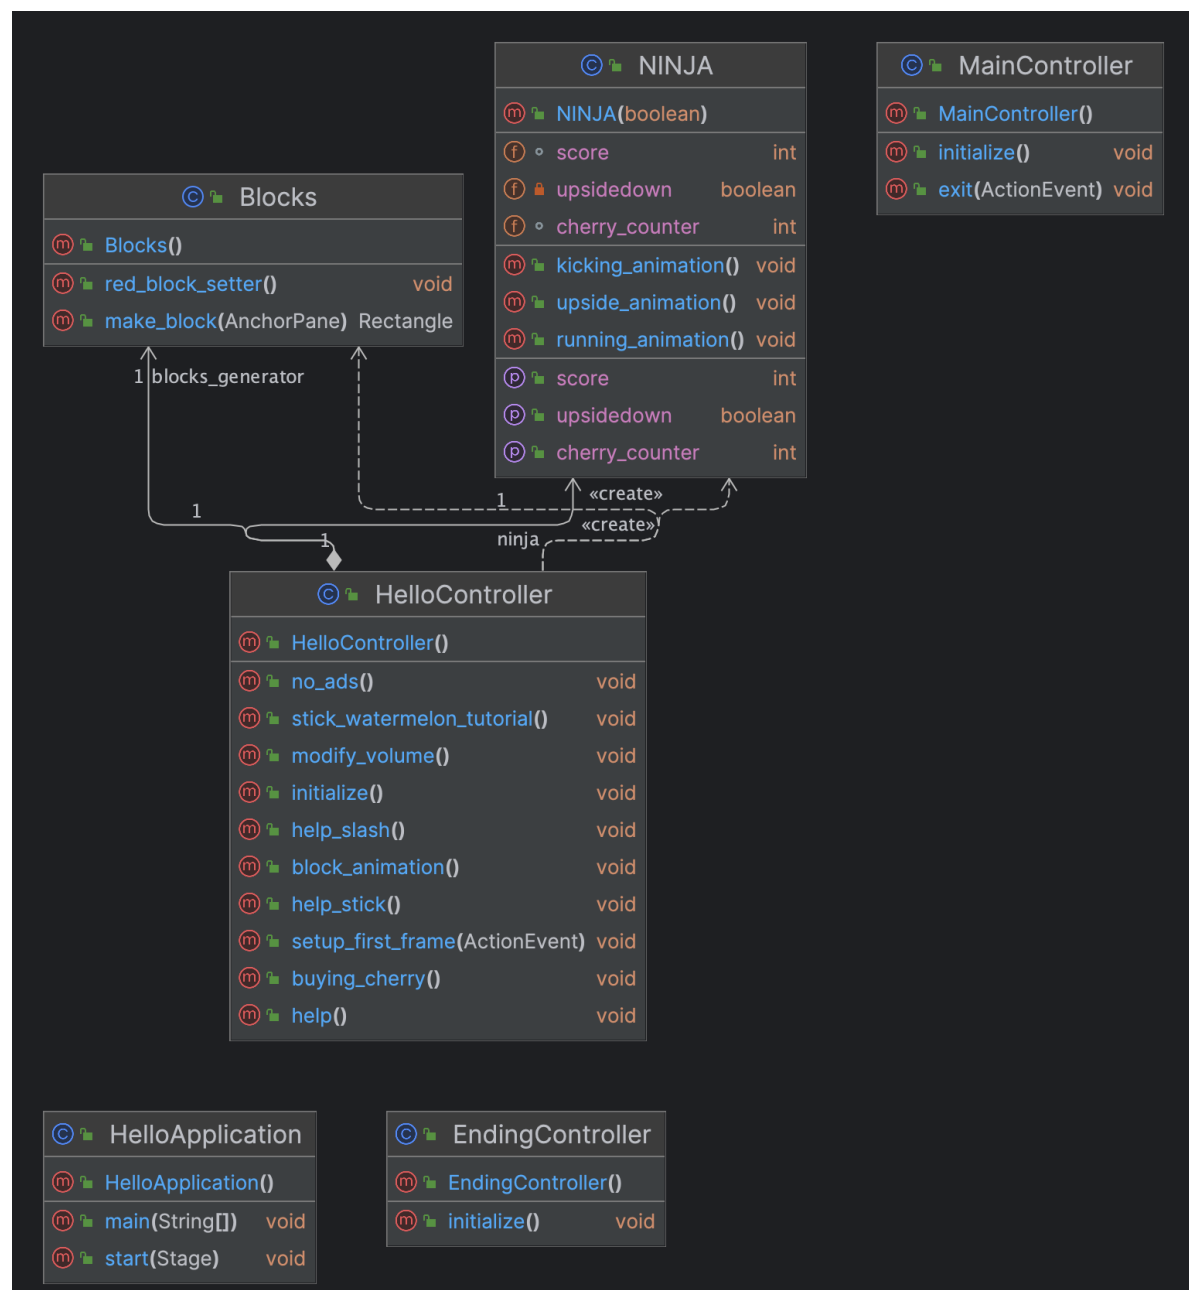 NINJA
NINJA(boolean)
score int
upsidedown boolean
cherry_counter int
kicking_animation() void
upside_animation() void
running_animation() void
score int
upsidedown boolean
cherry_counter int
MainController
MainController()
initialize() void
exit(ActionEvent) void
Blocks
Blocks()
red_block_setter() void
make_block(AnchorPane) Rectangle
1 blocks_generator
1
1
1
«create»
«create»
ninja
HelloController
HelloController()
no_ads() void
stick_watermelon_tutorial() void
modify_volume() void
initialize() void
help_slash() void
block_animation() void
help_stick() void
setup_first_frame(ActionEvent) void
buying_cherry() void
help() void
HelloApplication
HelloApplication()
main(String[]) void
start(Stage) void
EndingController
EndingController()
initialize() void